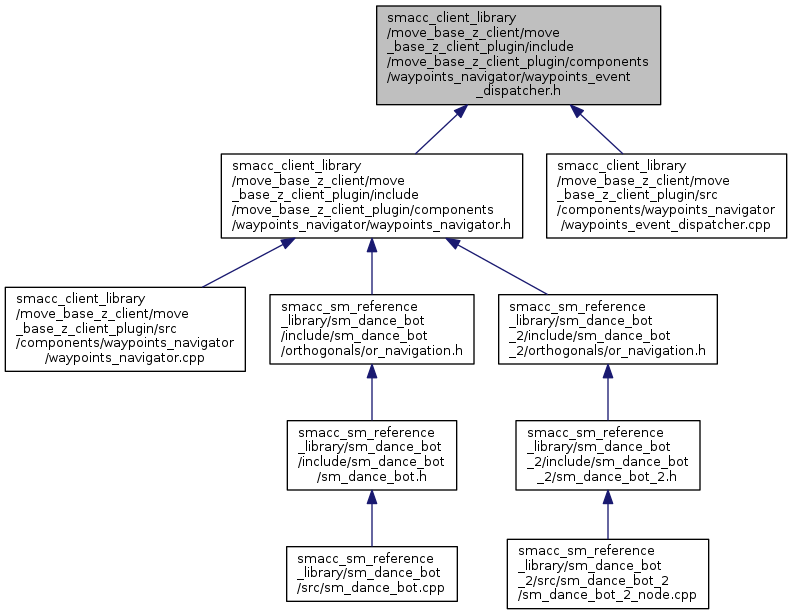 smacc_client_library
/move_base_z_client/move
_base_z_client_plugin/include
/move_base_z_client_plugin/components
/waypoints_navigator/waypoints_event
_dispatcher.h
smacc_client_library
/move_base_z_client/move
_base_z_client_plugin/include
/move_base_z_client_plugin/components
/waypoints_navigator/waypoints_navigator.h
smacc_client_library
/move_base_z_client/move
_base_z_client_plugin/src
/components/waypoints_navigator
/waypoints_event_dispatcher.cpp
smacc_client_library
/move_base_z_client/move
_base_z_client_plugin/src
/components/waypoints_navigator
/waypoints_navigator.cpp
smacc_sm_reference
_library/sm_dance_bot
/include/sm_dance_bot
/orthogonals/or_navigation.h
smacc_sm_reference
_library/sm_dance_bot
_2/include/sm_dance_bot
_2/orthogonals/or_navigation.h
smacc_sm_reference
_library/sm_dance_bot
/include/sm_dance_bot
/sm_dance_bot.h
smacc_sm_reference
_library/sm_dance_bot
_2/include/sm_dance_bot
_2/sm_dance_bot_2.h
smacc_sm_reference
_library/sm_dance_bot
/src/sm_dance_bot.cpp
smacc_sm_reference
_library/sm_dance_bot
_2/src/sm_dance_bot_2
/sm_dance_bot_2_node.cpp